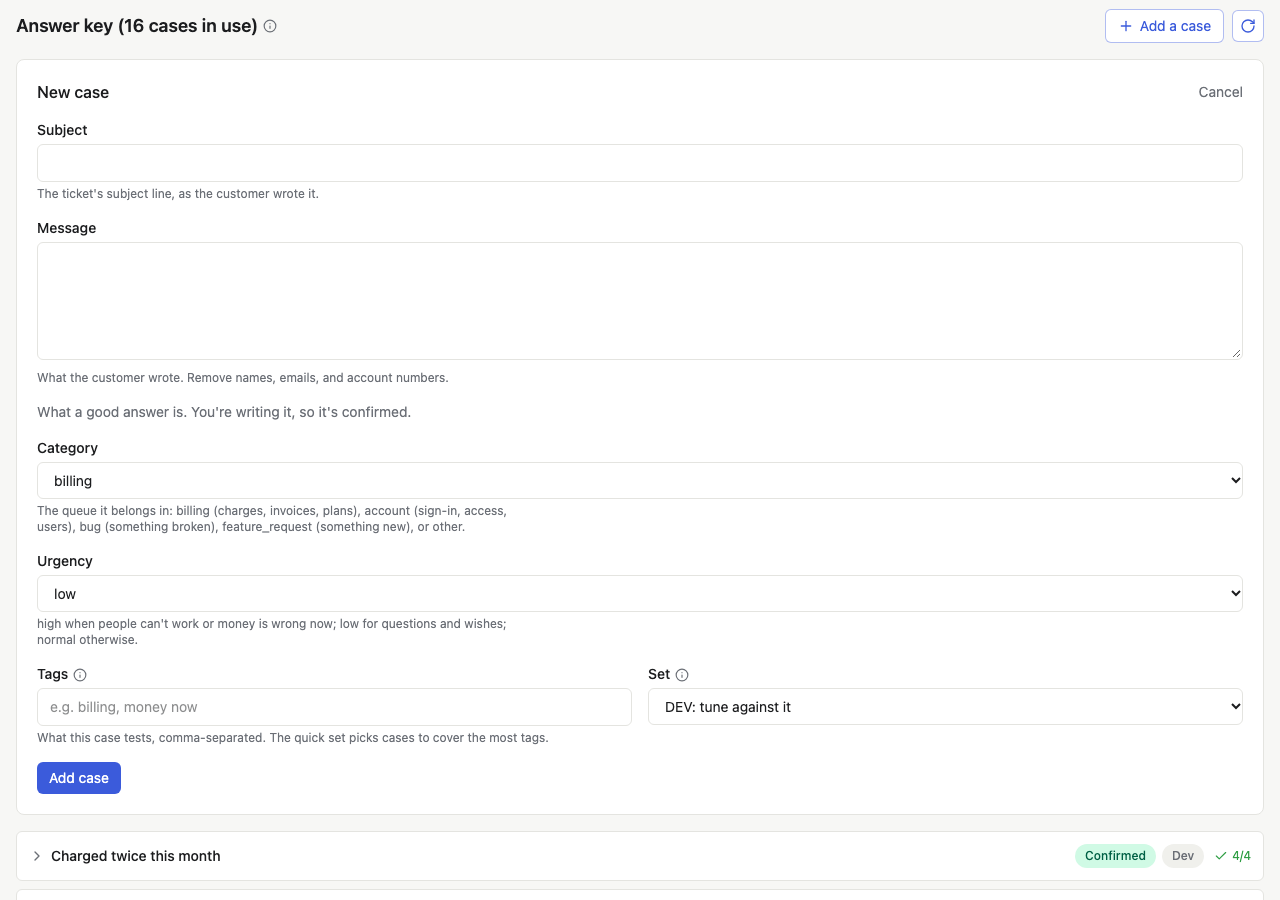 Answer key (16 cases in use)
Add a case
New case
Cancel
Subject
The ticket's subject line, as the customer wrote it.
Message
What the customer wrote. Remove names, emails, and account numbers.
What a good answer is. You're writing it, so it's confirmed.
Category
billing
The queue it belongs in: billing (charges, invoices, plans), account (sign-in, access,
users), bug (something broken), feature_request (something new), or other.
Urgency
low
high when people can't work or money is wrong now; low for questions and wishes;
normal otherwise.
Tags
e.g. billing, money now
What this case tests, comma-separated. The quick set picks cases to cover the most tags.
Set
DEV: tune against it
Add case
Charged twice this month
Confirmed
Dev
4/4